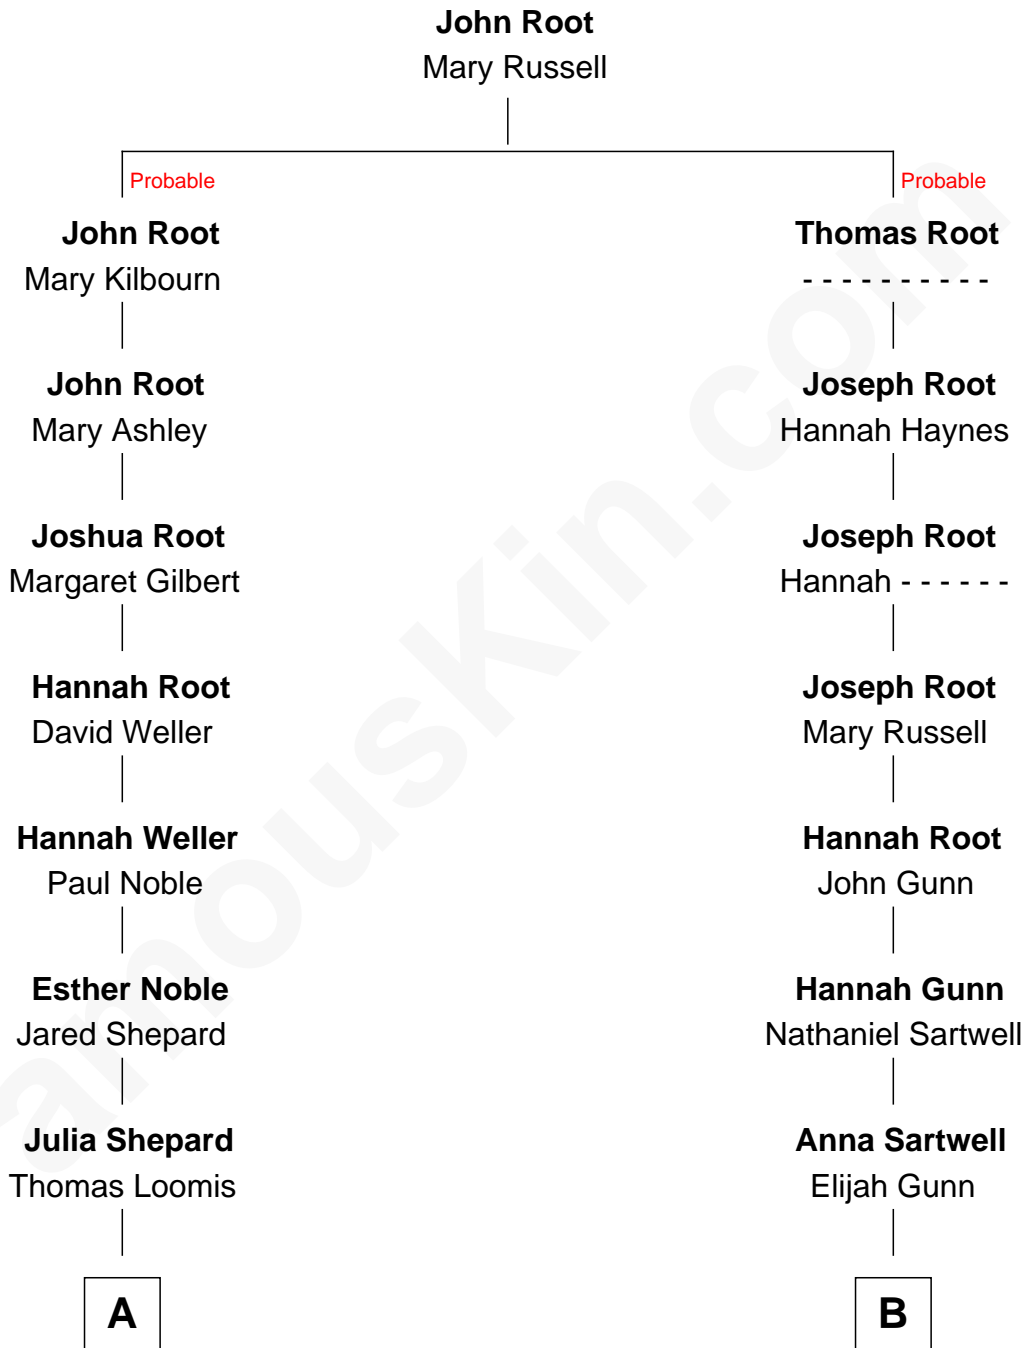 John Root
Mary Russell
Probable
John Root
Mary Kilbourn
John Root
Mary Ashley
Joshua Root
Margaret Gilbert
Hannah Root
David Weller
Hannah Weller
Paul Noble
Esther Noble
Jared Shepard
Julia Shepard
Thomas Loomis
A
Probable
Thomas Root
- - - - - - - - - -
Joseph Root
Hannah Haynes
Joseph Root
Hannah - - - - - -
Joseph Root
Mary Russell
Hannah Root
John Gunn
Hannah Gunn
Nathaniel Sartwell
Anna Sartwell
Elijah Gunn
B
amouskin.com